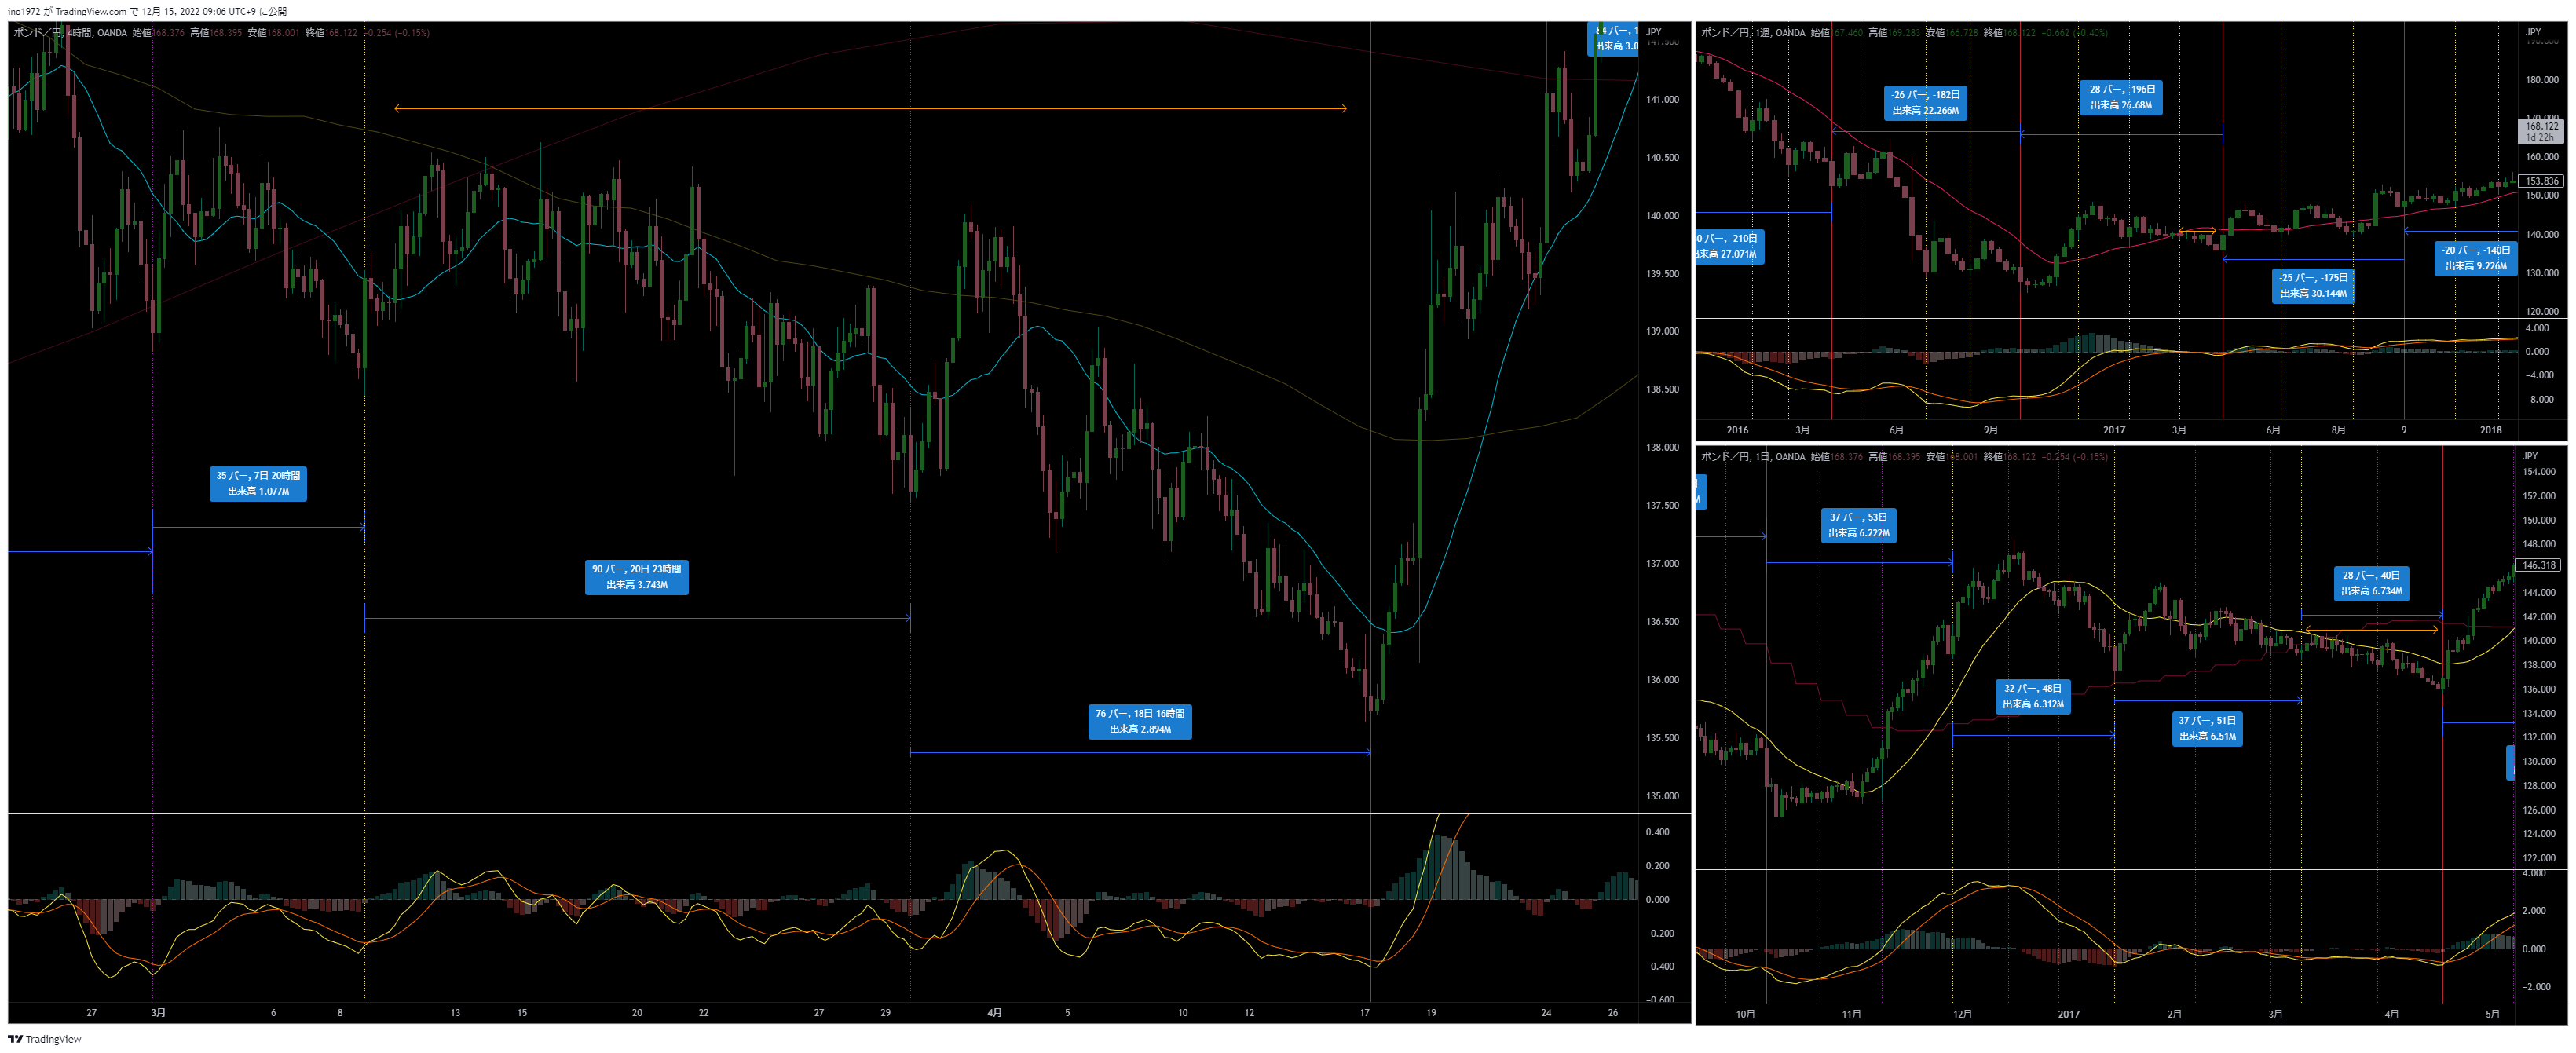 ino1972 が TradingView.com で 12月 15, 2022 09:06 UTC+9 に公開
ポンド／円, 4時間, OANDA 始値168.376 高値168.395 安値168.001 終値168.122 −0.254 (−0.15%)
JPY
141.500
141.000
140.500
140.000
139.500
139.000
138.500
138.000
137.500
137.000
136.500
136.000
135.500
135.000
35 バー, 7日 20時間
出来高 1.077M
90 バー, 20日 23時間
出来高 3.743M
76 バー, 18日 16時間
出来高 2.894M
84 バー, 1
出来高 3.0
0.400
0.200
0.000
−0.200
−0.400
−0.600
27 3月 6 8 13 15 20 22 27 29 4月 5 10 12 17 19 24 26
ポンド／円, 1週, OANDA 始値167.460 高値169.283 安値166.738 終値168.122 −0.662 (−0.40%)
JPY
190.000
180.000
170.000
168.122
1d 22h
160.000
153.836
150.000
140.000
130.000
120.000
-26 バー, -182日
出来高 22.266M
-28 バー, -196日
出来高 26.68M
0 バー, -210日
出来高 27.071M
-25 バー, -175日
出来高 30.144M
-20 バー, -140日
出来高 9.226M
4.000
0.000
−4.000
−8.000
2016 3月 6月 9月 2017 3月 6月 8月 9 2018
ポンド／円, 1日, OANDA 始値168.376 高値168.395 安値168.001 終値168.122 −0.254 (−0.15%)
JPY
154.000
152.000
150.000
148.000
146.318
144.000
142.000
140.000
138.000
136.000
134.000
132.000
130.000
128.000
126.000
124.000
122.000
37 バー, 53日
出来高 6.222M
28 バー, 40日
出来高 6.734M
32 バー, 48日
出来高 6.312M
37 バー, 51日
出来高 6.51M
4.000
2.000
0.000
−2.000
10月 11月 12月 2017 2月 3月 4月 5月
TradingView